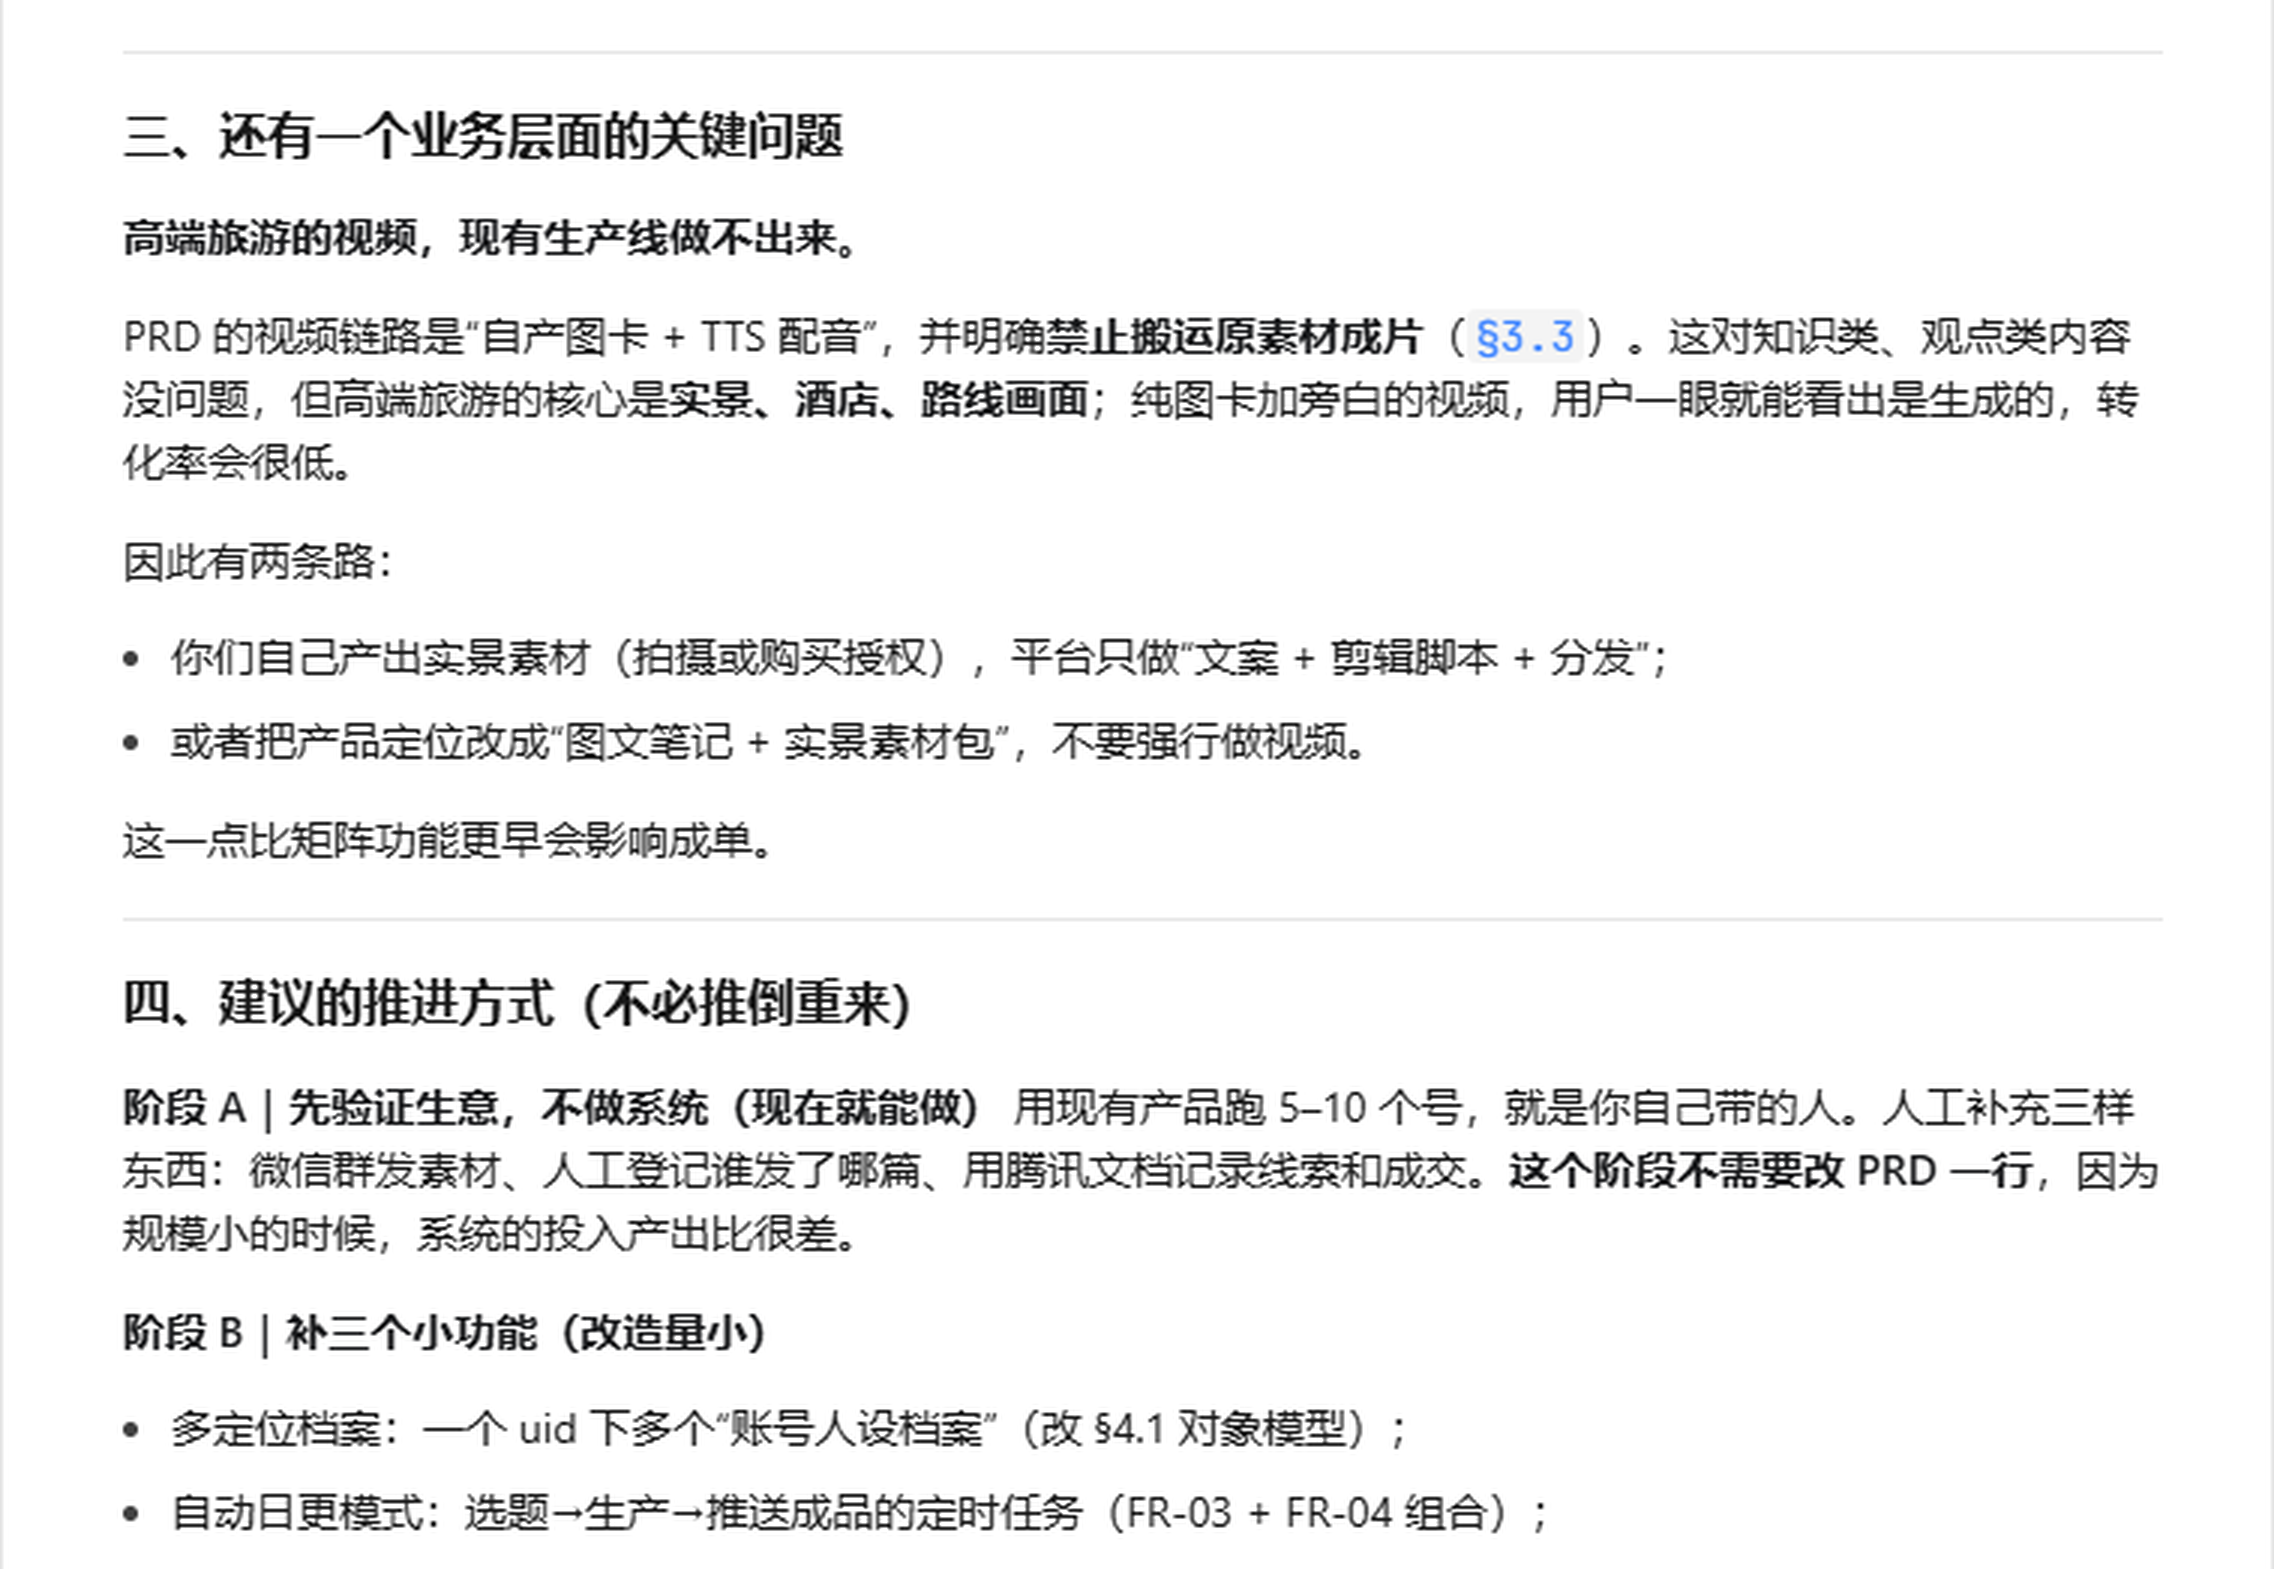 三、还有一个业务层面的关键问题
高端旅游的视频，现有生产线做不出来。
PRD 的视频链路是“自产图卡 + TTS 配音”，并明确禁止搬运原素材成片（§3.3）。这对知识类、观点类内容
没问题，但高端旅游的核心是实景、酒店、路线画面；纯图卡加旁白的视频，用户一眼就能看出是生成的，转
化率会很低。
因此有两条路：
• 你们自己产出实景素材（拍摄或购买授权），平台只做“文案 + 剪辑脚本 + 分发”；
• 或者把产品定位改成“图文笔记 + 实景素材包”，不要强行做视频。
这一点比矩阵功能更早会影响成单。
四、建议的推进方式（不必推倒重来）
阶段 A｜先验证生意，不做系统（现在就能做） 用现有产品跑 5–10 个号，就是你自己带的人。人工补充三样
东西：微信群发素材、人工登记谁发了哪篇、用腾讯文档记录线索和成交。这个阶段不需要改 PRD 一行，因为
规模小的时候，系统的投入产出比很差。
阶段 B｜补三个小功能（改造量小）
• 多定位档案：一个 uid 下多个“账号人设档案”（改 §4.1 对象模型）；
• 自动日更模式：选题→生产→推送成品的定时任务（FR-03 + FR-04 组合）；